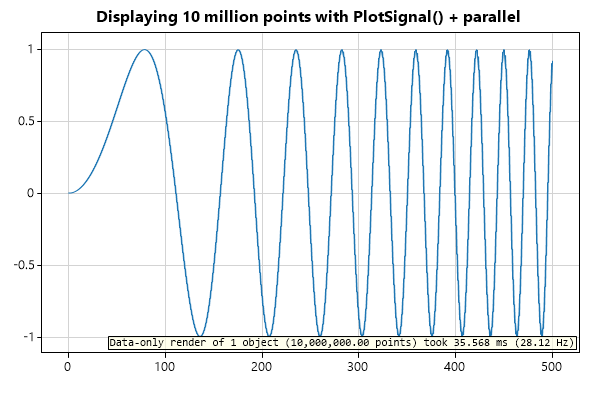 Displaying 10 million points with PlotSignal() + parallel
1
0.5
0
-0.5
-1
Data-only render of 1 object (10,000,000.00 points) took 35.568 ms (28.12 Hz)
0 100 200 300 400 500